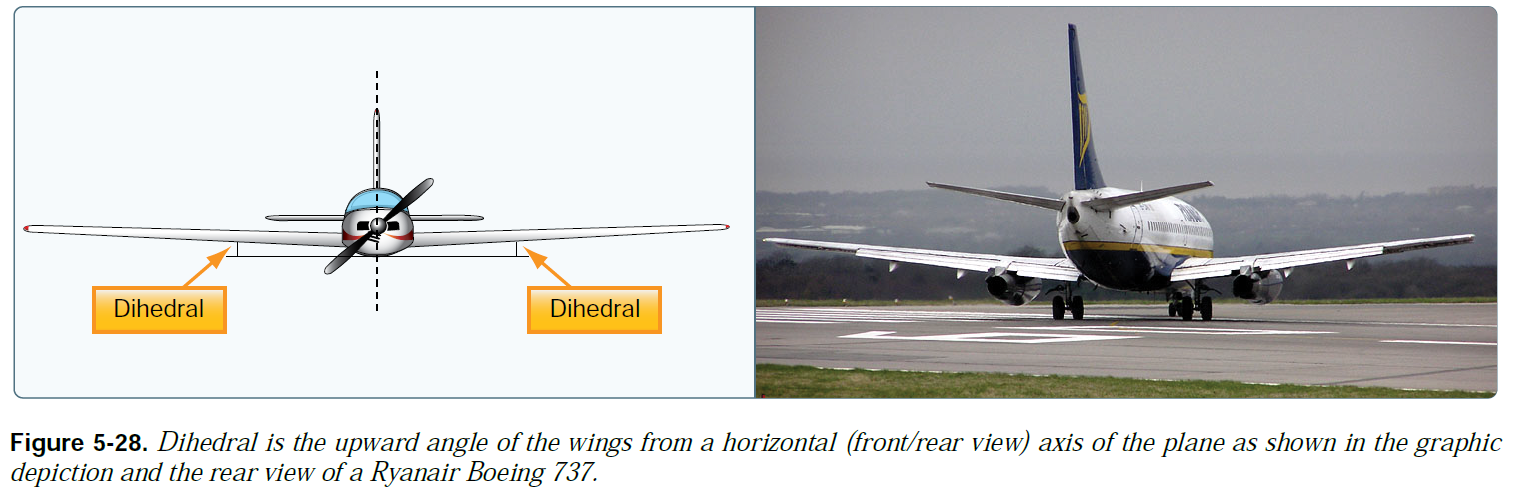 Dihedral
Dihedral
Figure 5-28. Dihedral is the upward angle of the wings from a horizontal (front/rear view) axis of the plane as shown in the graphic
depiction and the rear view of a Ryanair Boeing 737.